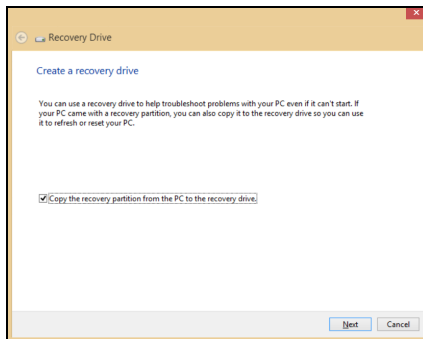 Recovery Drive
Create a recovery drive
You can use a recovery drive to help troubleshoot problems with your PC even if it can't start. If
your PC came with a recovery partition, you can also copy it to the recovery drive so you can use
it to refresh or reset your PC.
Copy the recovery partition from the PC to the recovery drive.
Next Cancel